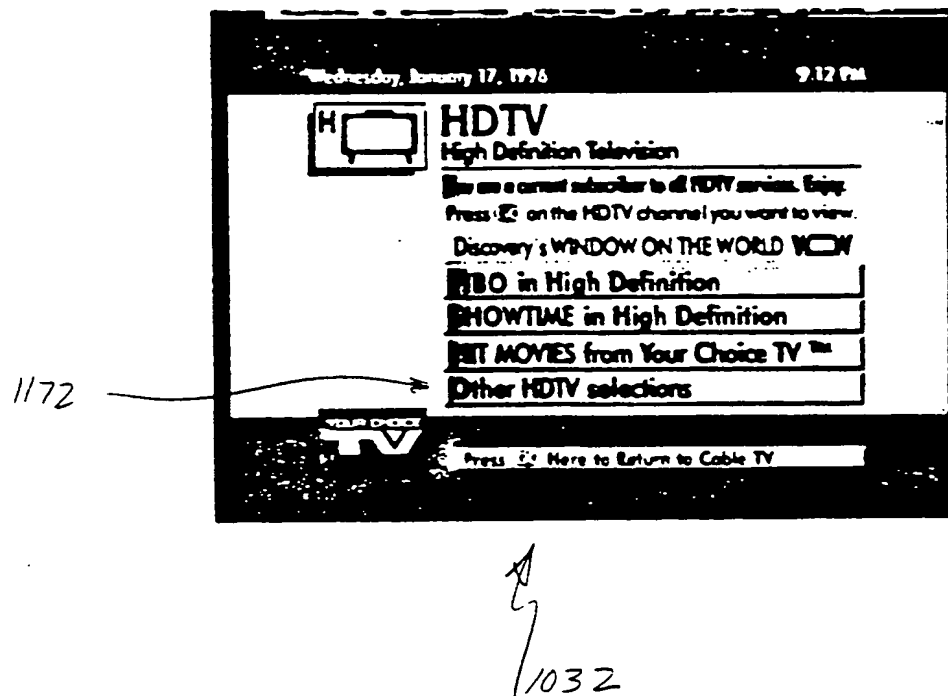 Wednesday, January 17, 1996 9:12 PM
H HDTV
High Definition Television
You are a current subscriber to all HDTV services. Enjoy.
Press on the HDTV channel you want to view.
Discovery's WINDOW ON THE WORLD WOW
HBO in High Definition
SHOWTIME in High Definition
HIT MOVIES from Your Choice TV ™
1172
Other HDTV selections
YOUR CHOICE
TV
Press Here to Return to Cable TV
1032